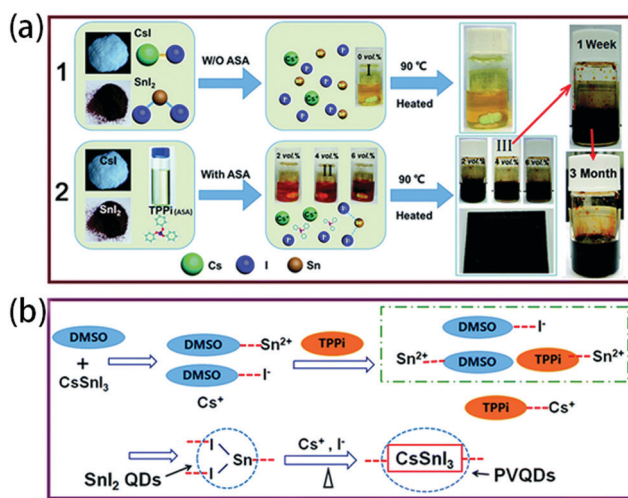 (a)
1
CsI
SnI2
W/O ASA
Cs+
I-
Sn
0 vol.%
I
90 ℃
Heated
1 Week
2
CsI
SnI2
TPPi (ASA)
With ASA
2 vol.% 4 vol.% 6 vol.%
II
Cs+
I-
90 ℃
Heated
III
2 vol.% 4 vol.% 6 vol.%
3 Month
Cs I Sn
(b)
DMSO
+
CsSnI3
DMSO Sn2+
DMSO I-
Cs+
TPPi
DMSO I-
Sn2+ DMSO TPPi Sn2+
TPPi Cs+
SnI2 QDs
I
Sn
I
Cs+ , I-
Δ
CsSnI3
PVQDs